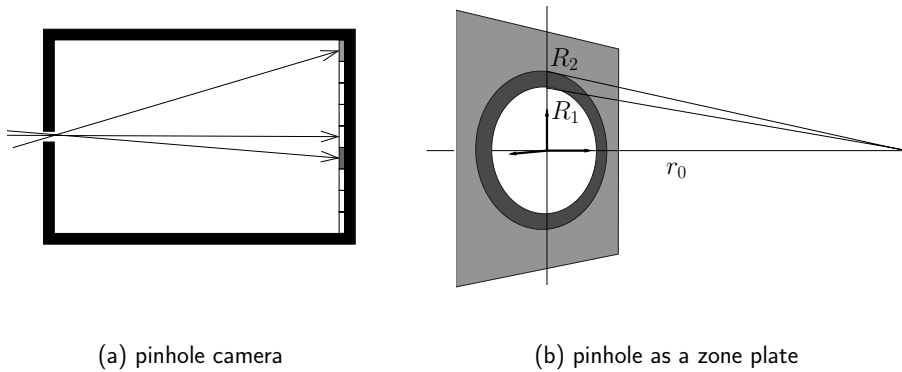 R₂
R₁
r₀
(a) pinhole camera
(b) pinhole as a zone plate